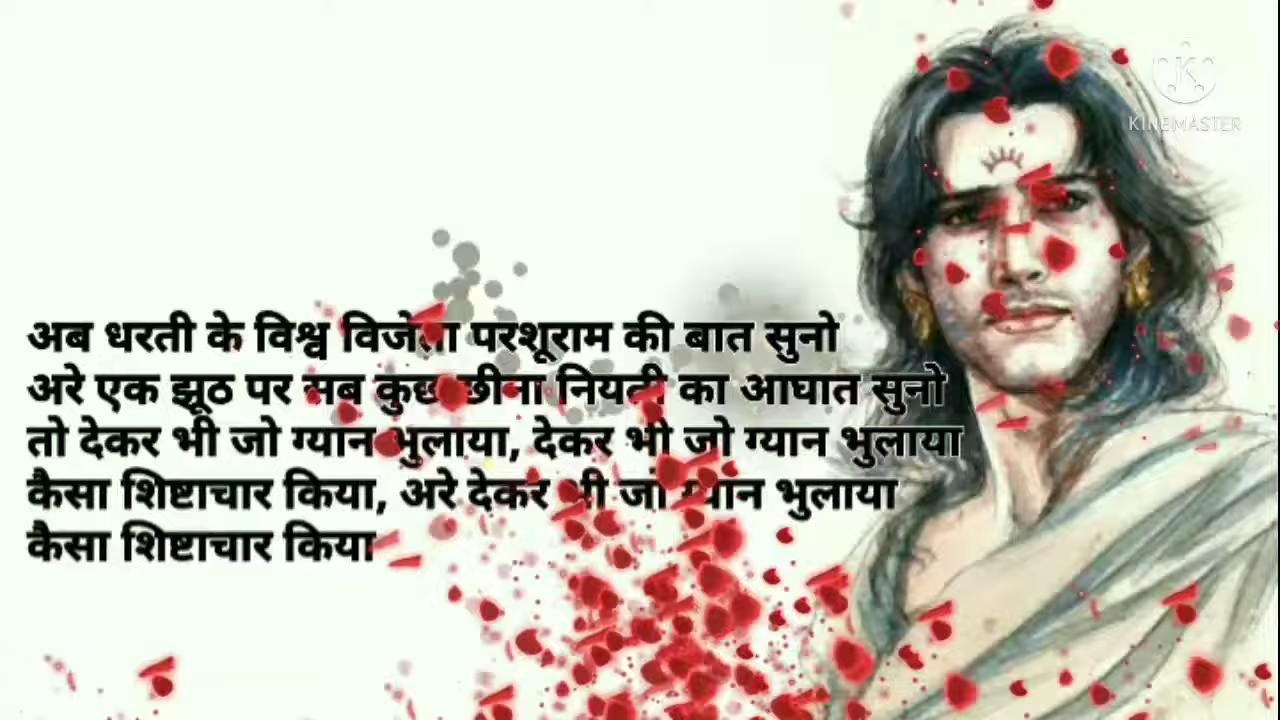 अब धरती के विश्व विजेता परशूराम की बात सुनो
अरे एक झूठ पर सब कुछ छीना नियती का आघात सुनो
तो देकर भी जो ग्यान भुलाया, देकर भी जो ग्यान भुलाया
कैसा शिष्टाचार किया, अरे देकर भी जो ग्यान भुलाया
कैसा शिष्टाचार किया
KINEMASTER